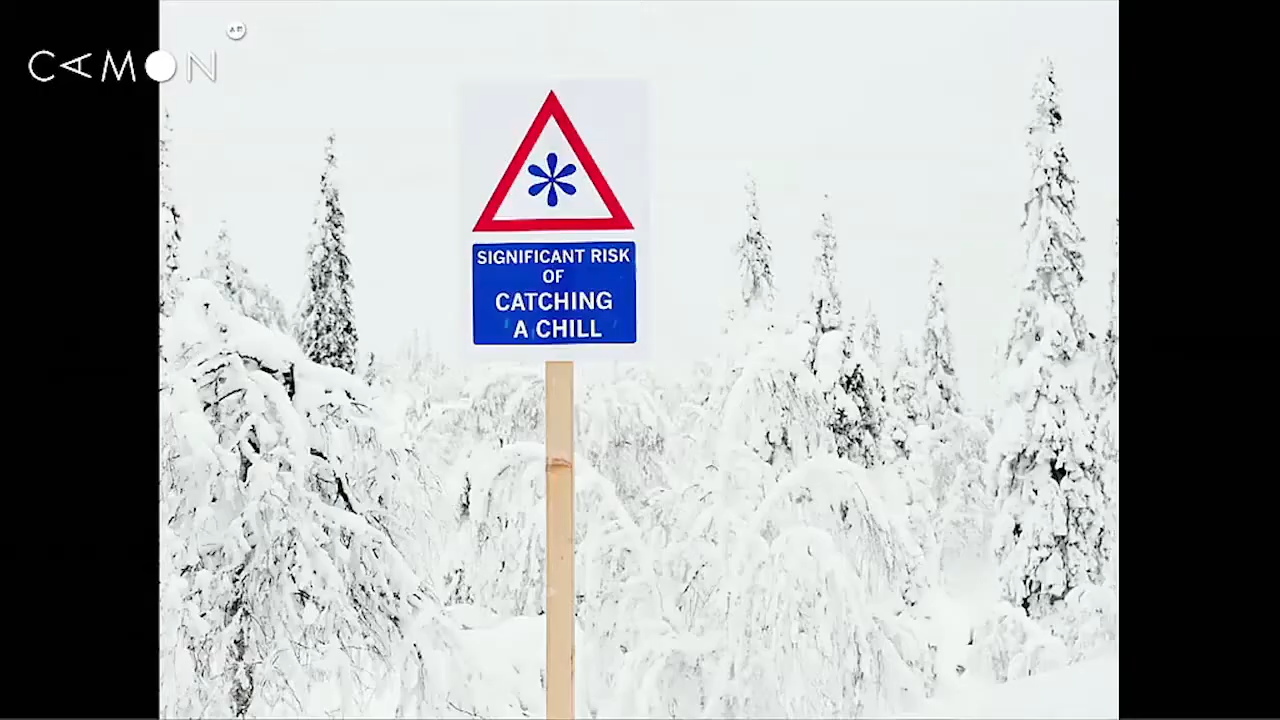 CAMON
SIGNIFICANT RISK
OF
CATCHING
A CHILL